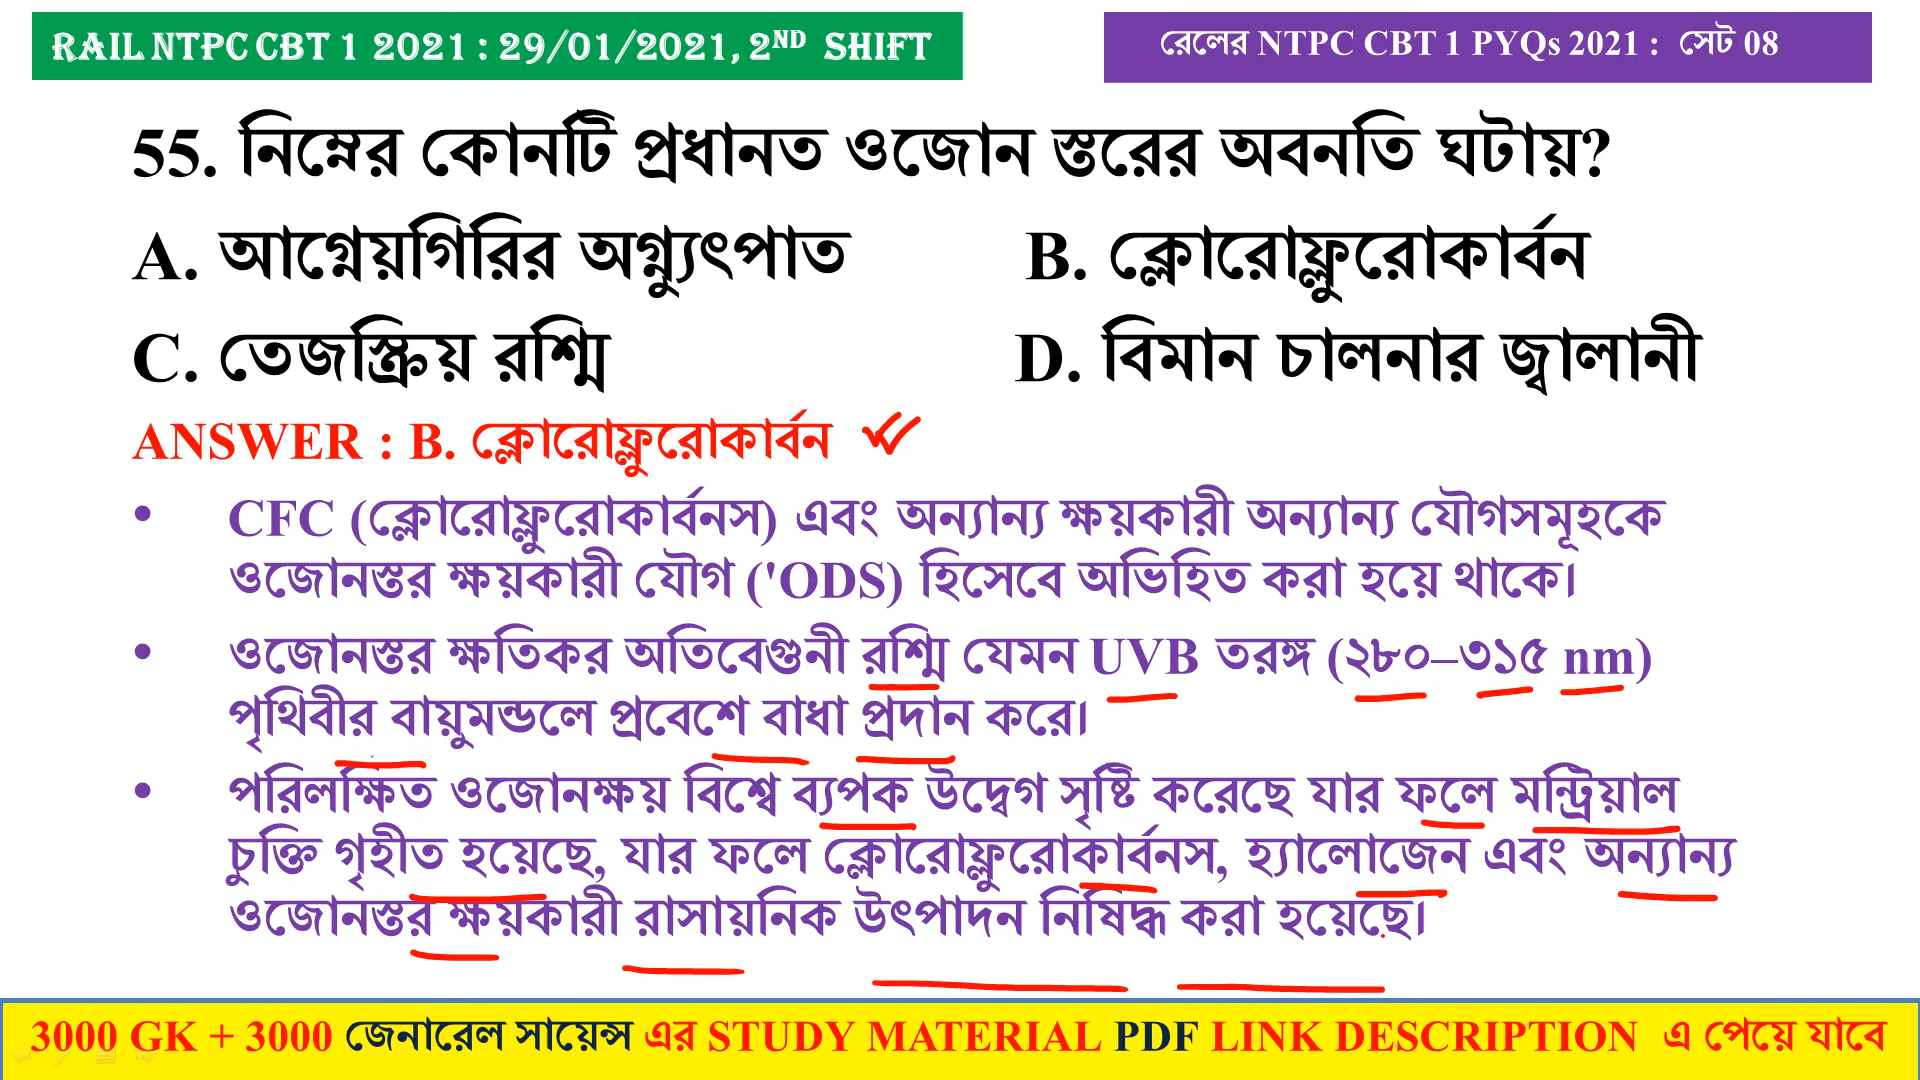 RAIL NTPC CBT 1 2021 : 29/01/2021, 2ND SHIFT
রেলের NTPC CBT 1 PYQs 2021 : সেট 08
55. নিম্নের কোনটি প্রধানত ওজোন স্তরের অবনতি ঘটায়?
A. আগ্নেয়গিরির অগ্ন্যুৎপাত B. ক্লোরোফ্লুরোকার্বন
C. তেজস্ক্রিয় রশ্মি D. বিমান চালনার জ্বালানী
ANSWER : B. ক্লোরোফ্লুরোকার্বন
• CFC (ক্লোরোফ্লুরোকার্বনস) এবং অন্যান্য ক্ষয়কারী অন্যান্য যৌগসমূহকে
ওজোনস্তর ক্ষয়কারী যৌগ ('ODS) হিসেবে অভিহিত করা হয়ে থাকে।
• ওজোনস্তর ক্ষতিকর অতিবেগুনী রশ্মি যেমন UVB তরঙ্গ (২৮০–৩১৫ nm)
পৃথিবীর বায়ুমন্ডলে প্রবেশে বাধা প্রদান করে।
• পরিলক্ষিত ওজোনক্ষয় বিশ্বে ব্যপক উদ্বেগ সৃষ্টি করেছে যার ফলে মন্ট্রিয়াল
চুক্তি গৃহীত হয়েছে, যার ফলে ক্লোরোফ্লুরোকার্বনস, হ্যালোজেন এবং অন্যান্য
ওজোনস্তর ক্ষয়কারী রাসায়নিক উৎপাদন নিষিদ্ধ করা হয়েছে।
3000 GK + 3000 জেনারেল সায়েন্স এর STUDY MATERIAL PDF LINK DESCRIPTION এ পেয়ে যাবে